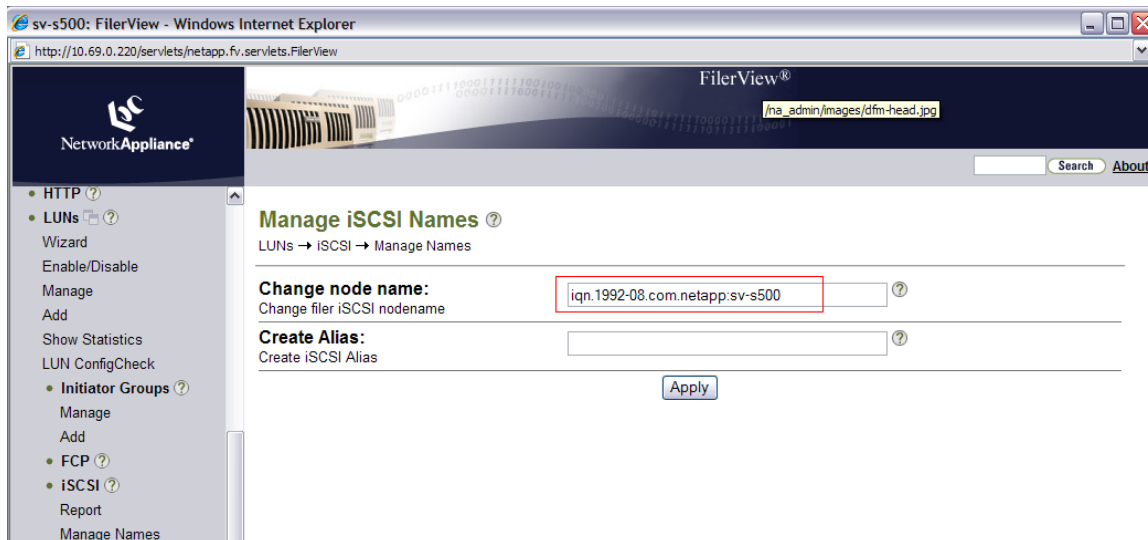 sv-s500: FilerView - Windows Internet Explorer
http://10.69.0.220/servlets/netapp.fv.servlets.FilerView
FilerView®
/na_admin/images/dfm-head.jpg
NetworkAppliance®
Search About
HTTP
LUNs
Wizard
Enable/Disable
Manage
Add
Show Statistics
LUN ConfigCheck
Initiator Groups
Manage
Add
FCP
iSCSI
Report
Manage Names
Manage iSCSI Names
LUNs → iSCSI → Manage Names
Change node name:
Change filer iSCSI nodename
iqn.1992-08.com.netapp:sv-s500
Create Alias:
Create iSCSI Alias
Apply